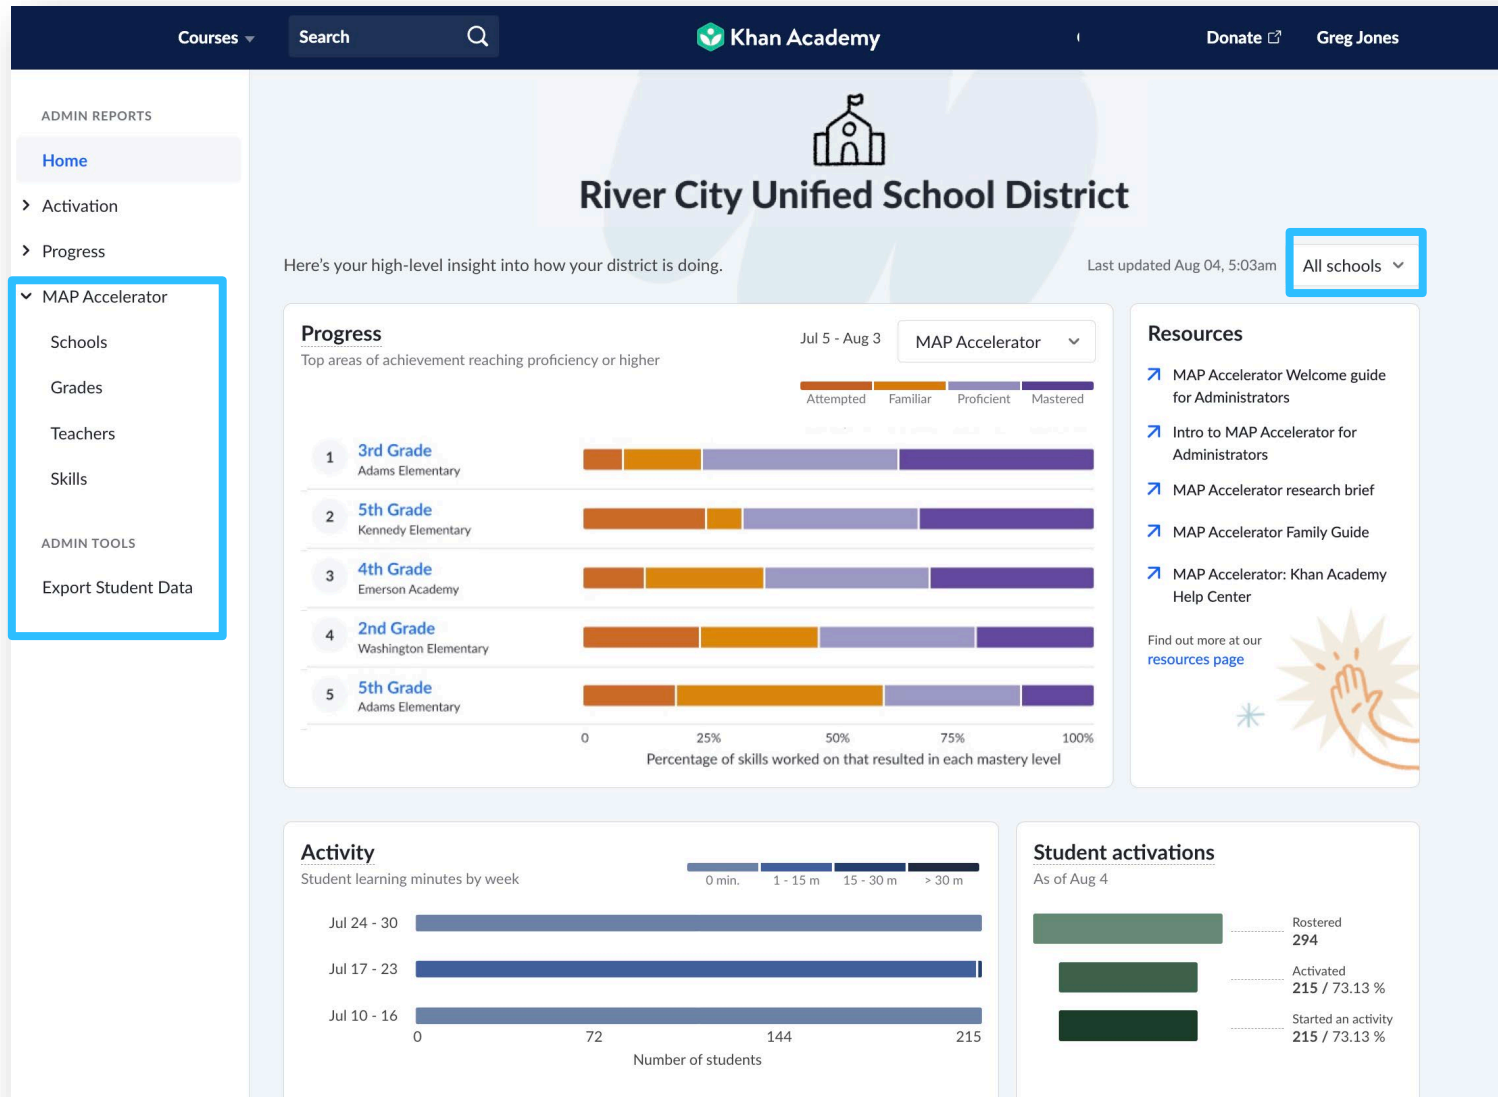 Courses
Search
Khan Academy
Donate
Greg Jones
ADMIN REPORTS
Home
Activation
Progress
MAP Accelerator
Schools
Grades
Teachers
Skills
ADMIN TOOLS
Export Student Data
River City Unified School District
Here's your high-level insight into how your district is doing.
Last updated Aug 04, 5:03am
All schools
Progress
Top areas of achievement reaching proficiency or higher
Jul 5 - Aug 3
MAP Accelerator
Attempted Familiar Proficient Mastered
1 3rd Grade
Adams Elementary
2 5th Grade
Kennedy Elementary
3 4th Grade
Emerson Academy
4 2nd Grade
Washington Elementary
5 5th Grade
Adams Elementary
0 25% 50% 75% 100%
Percentage of skills worked on that resulted in each mastery level
Resources
MAP Accelerator Welcome guide
for Administrators
Intro to MAP Accelerator for
Administrators
MAP Accelerator research brief
MAP Accelerator Family Guide
MAP Accelerator: Khan Academy
Help Center
Find out more at our
resources page
Activity
Student learning minutes by week
0 min. 1 - 15 m 15 - 30 m > 30 m
Jul 24 - 30
Jul 17 - 23
Jul 10 - 16
0 72 144 215
Number of students
Student activations
As of Aug 4
Rostered
294
Activated
215 / 73.13 %
Started an activity
215 / 73.13 %